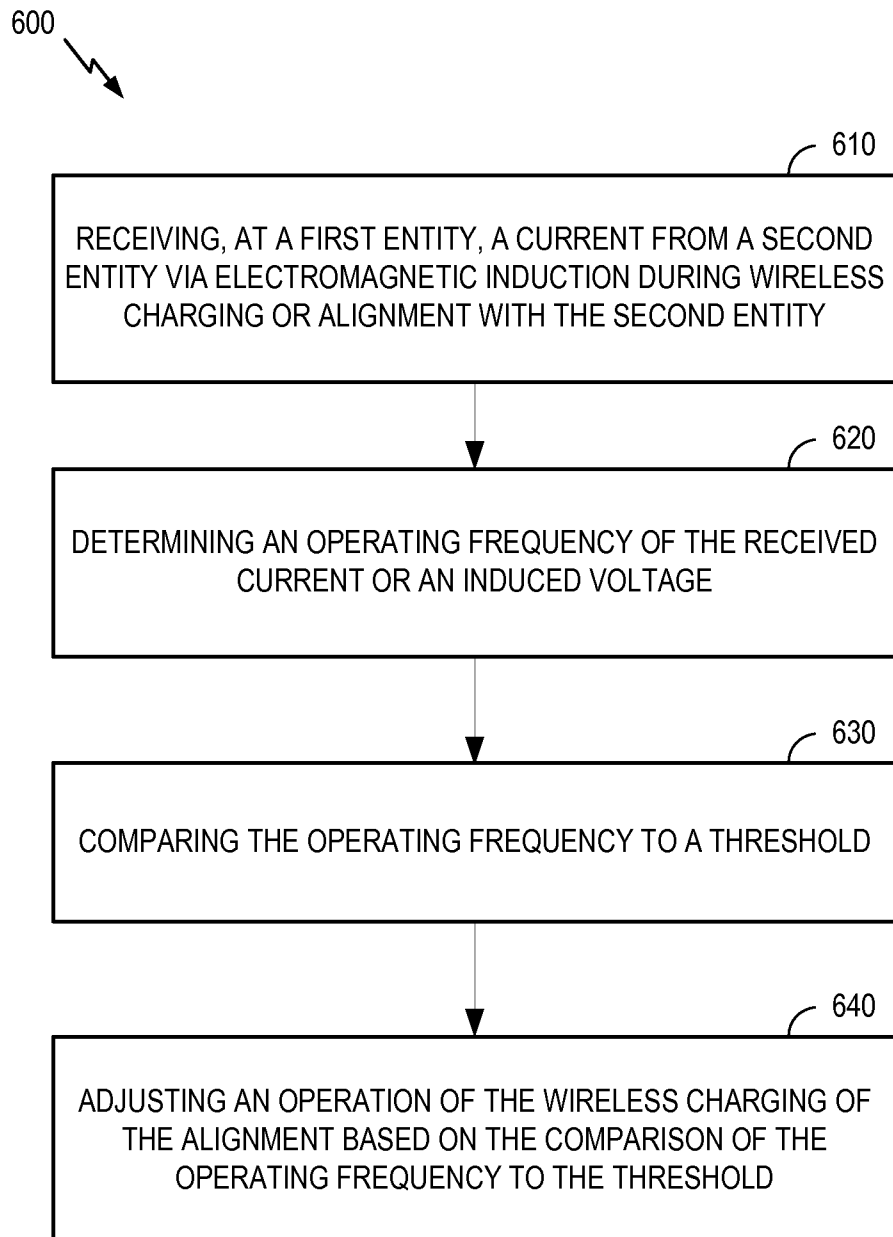 600
610
RECEIVING, AT A FIRST ENTITY, A CURRENT FROM A SECOND
ENTITY VIA ELECTROMAGNETIC INDUCTION DURING WIRELESS
CHARGING OR ALIGNMENT WITH THE SECOND ENTITY
620
DETERMINING AN OPERATING FREQUENCY OF THE RECEIVED
CURRENT OR AN INDUCED VOLTAGE
630
COMPARING THE OPERATING FREQUENCY TO A THRESHOLD
640
ADJUSTING AN OPERATION OF THE WIRELESS CHARGING OF
THE ALIGNMENT BASED ON THE COMPARISON OF THE
OPERATING FREQUENCY TO THE THRESHOLD